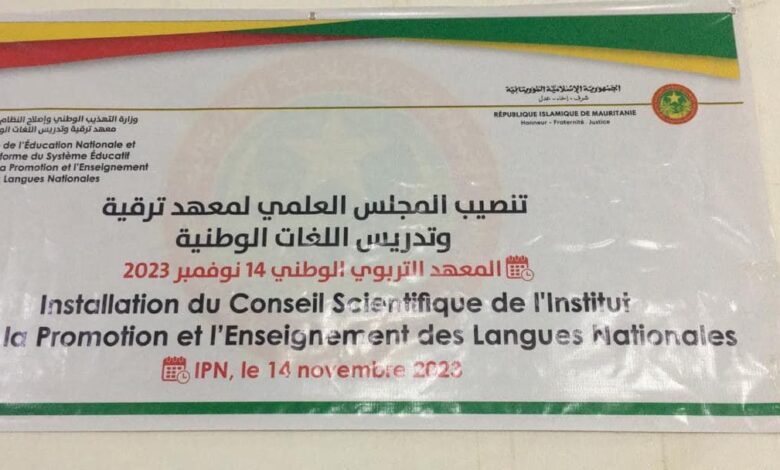 الجمهورية الإسلامية الموريتانية
شرف - إخاء - عدل
RÉPUBLIQUE ISLAMIQUE DE MAURITANIE
Honneur - Fraternité Justice
وزارة التهذيب الوطني وإصلاح النظام
معهد ترقية وتدريس اللغات
de l'Éducation Nationale et
forme du Système Éducatif
la Promotion et l'Enseignement
Langues Nationales
تنصيب المجلس العلمي لمعهد ترقية
وتدريس اللغات الوطنية
المعهد التربوي الوطني 14 نوفمبر 2023
Installation du Conseil Scientifique de l'Institut
la Promotion et l'Enseignement des Langues Nationales
IPN, le 14 novembre 2023